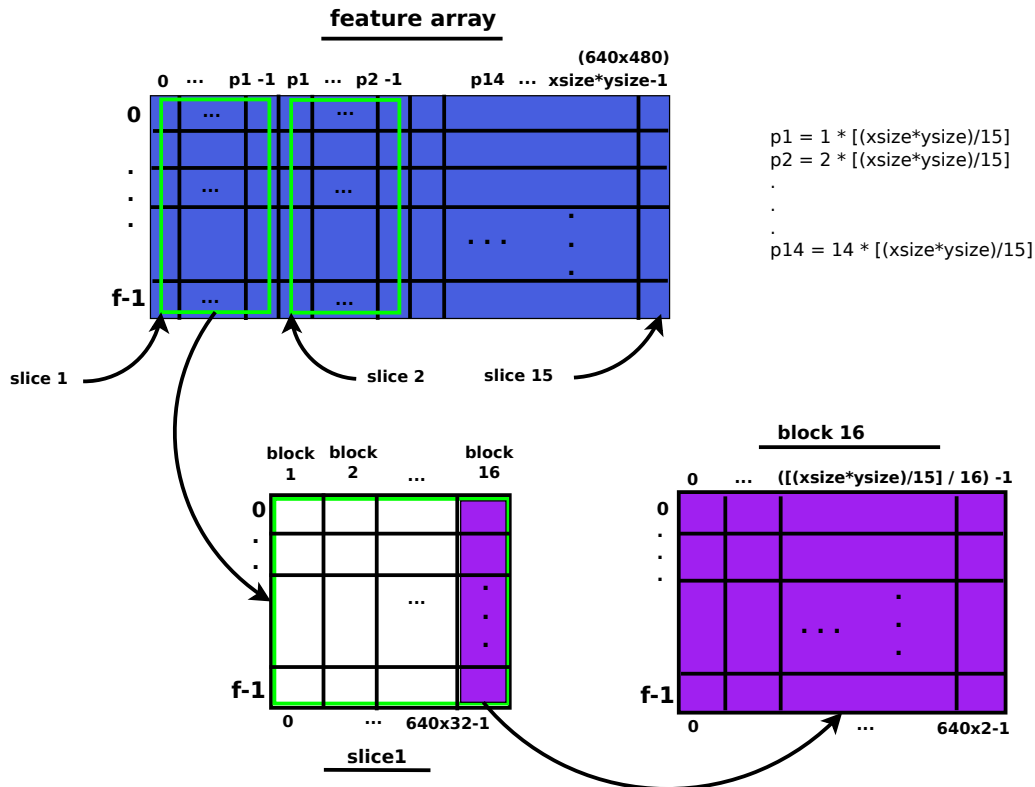 feature array
(640x480)
0 ... p1 -1 p1 ... p2 -1 p14 ... xsize*ysize-1
0 ... ...
. ... ...
.
.
. . .
.
.
.
f-1 ... ...
p1 = 1 * [(xsize*ysize)/15]
p2 = 2 * [(xsize*ysize)/15]
.
.
.
p14 = 14 * [(xsize*ysize)/15]
slice 1
slice 2
slice 15
block 1
block 2
...
block 16
0
.
.
...
.
.
.
f-1
0 ... 640x32-1
slice1
block 16
0 ... ([(xsize*ysize)/15] / 16) -1
0
.
.
.
. . .
.
.
.
f-1
0 ... 640x2-1